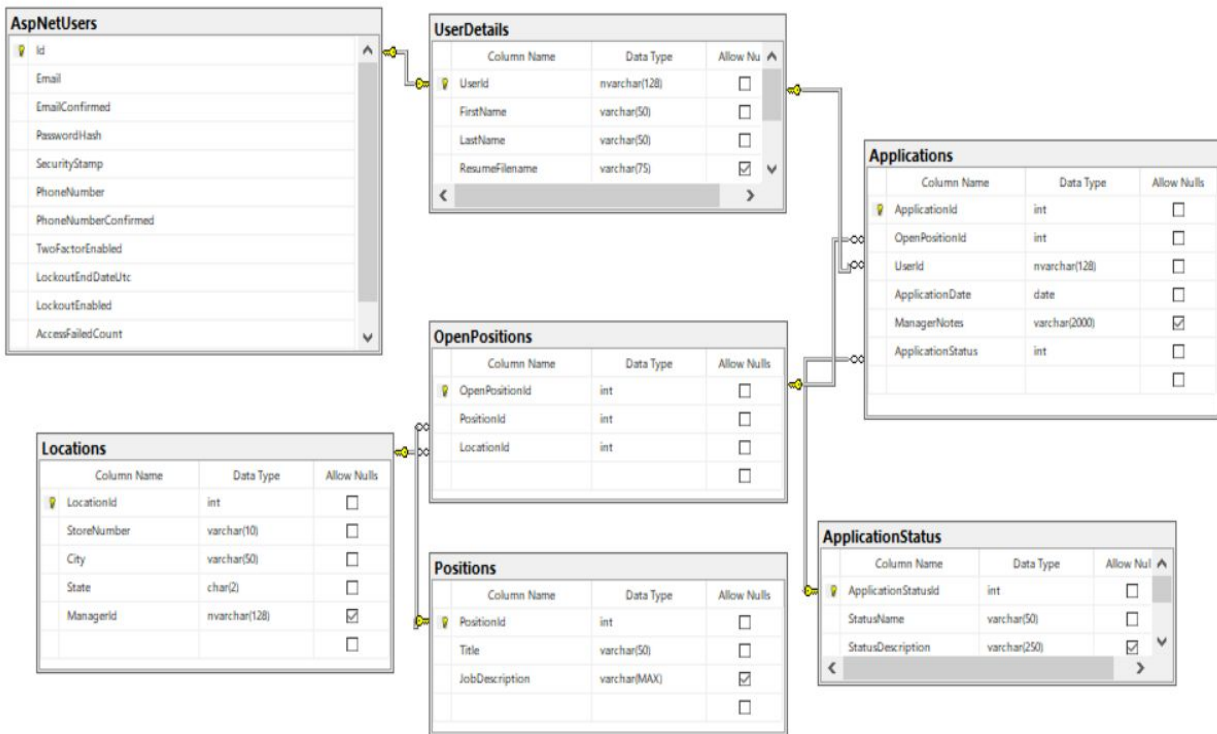 AspNetUsers
Id
Email
EmailConfirmed
PasswordHash
SecurityStamp
PhoneNumber
PhoneNumberConfirmed
TwoFactorEnabled
LockoutEndDateUtc
LockoutEnabled
AccessFailedCount
UserDetails
Column Name Data Type Allow Nu
UserId nvarchar(128)
FirstName varchar(50)
LastName varchar(50)
ResumeFilename varchar(75)
Applications
Column Name Data Type Allow Nulls
ApplicationId int
OpenPositionId int
UserId nvarchar(128)
ApplicationDate date
ManagerNotes varchar(2000)
ApplicationStatus int
OpenPositions
Column Name Data Type Allow Nulls
OpenPositionId int
PositionId int
LocationId int
Locations
Column Name Data Type Allow Nulls
LocationId int
StoreNumber varchar(10)
City varchar(50)
State char(2)
ManagerId nvarchar(128)
Positions
Column Name Data Type Allow Nulls
PositionId int
Title varchar(50)
JobDescription varchar(MAX)
ApplicationStatus
Column Name Data Type Allow Nul
ApplicationStatusId int
StatusName varchar(50)
StatusDescription varchar(250)